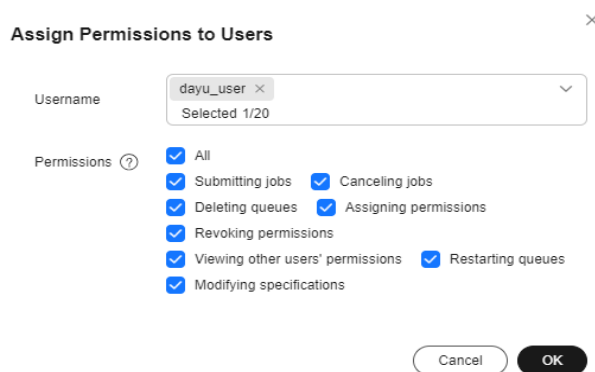 Assign Permissions to Users
Username
dayu_user ×
Selected 1/20
Permissions ?
All
Submitting jobs Canceling jobs
Deleting queues Assigning permissions
Revoking permissions
Viewing other users' permissions Restarting queues
Modifying specifications
Cancel OK